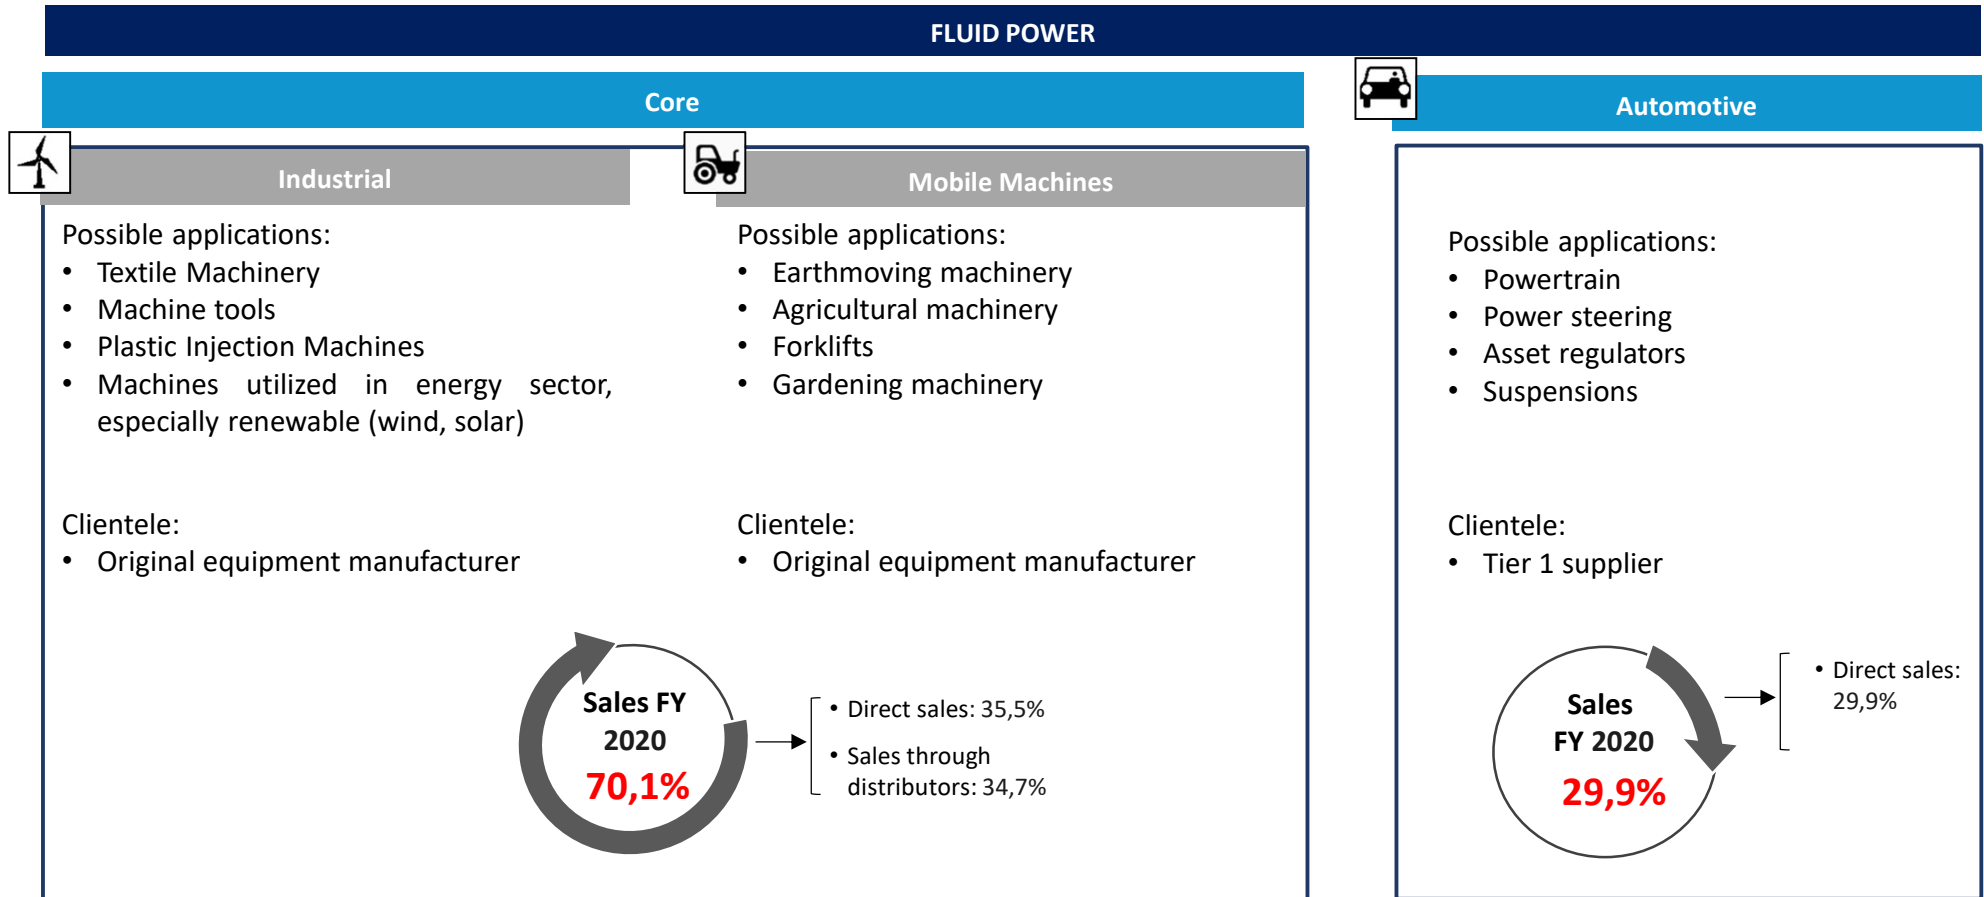 FLUID POWER
Core
Industrial
Possible applications:
• Textile Machinery
• Machine tools
• Plastic Injection Machines
• Machines utilized in energy sector,
especially renewable (wind, solar)
Clientele:
• Original equipment manufacturer
Mobile Machines
Possible applications:
• Earthmoving machinery
• Agricultural machinery
• Forklifts
• Gardening machinery
Clientele:
• Original equipment manufacturer
Sales FY
2020
70,1%
• Direct sales: 35,5%
• Sales through
distributors: 34,7%
Automotive
Possible applications:
• Powertrain
• Power steering
• Asset regulators
• Suspensions
Clientele:
• Tier 1 supplier
Sales
FY 2020
29,9%
• Direct sales:
29,9%